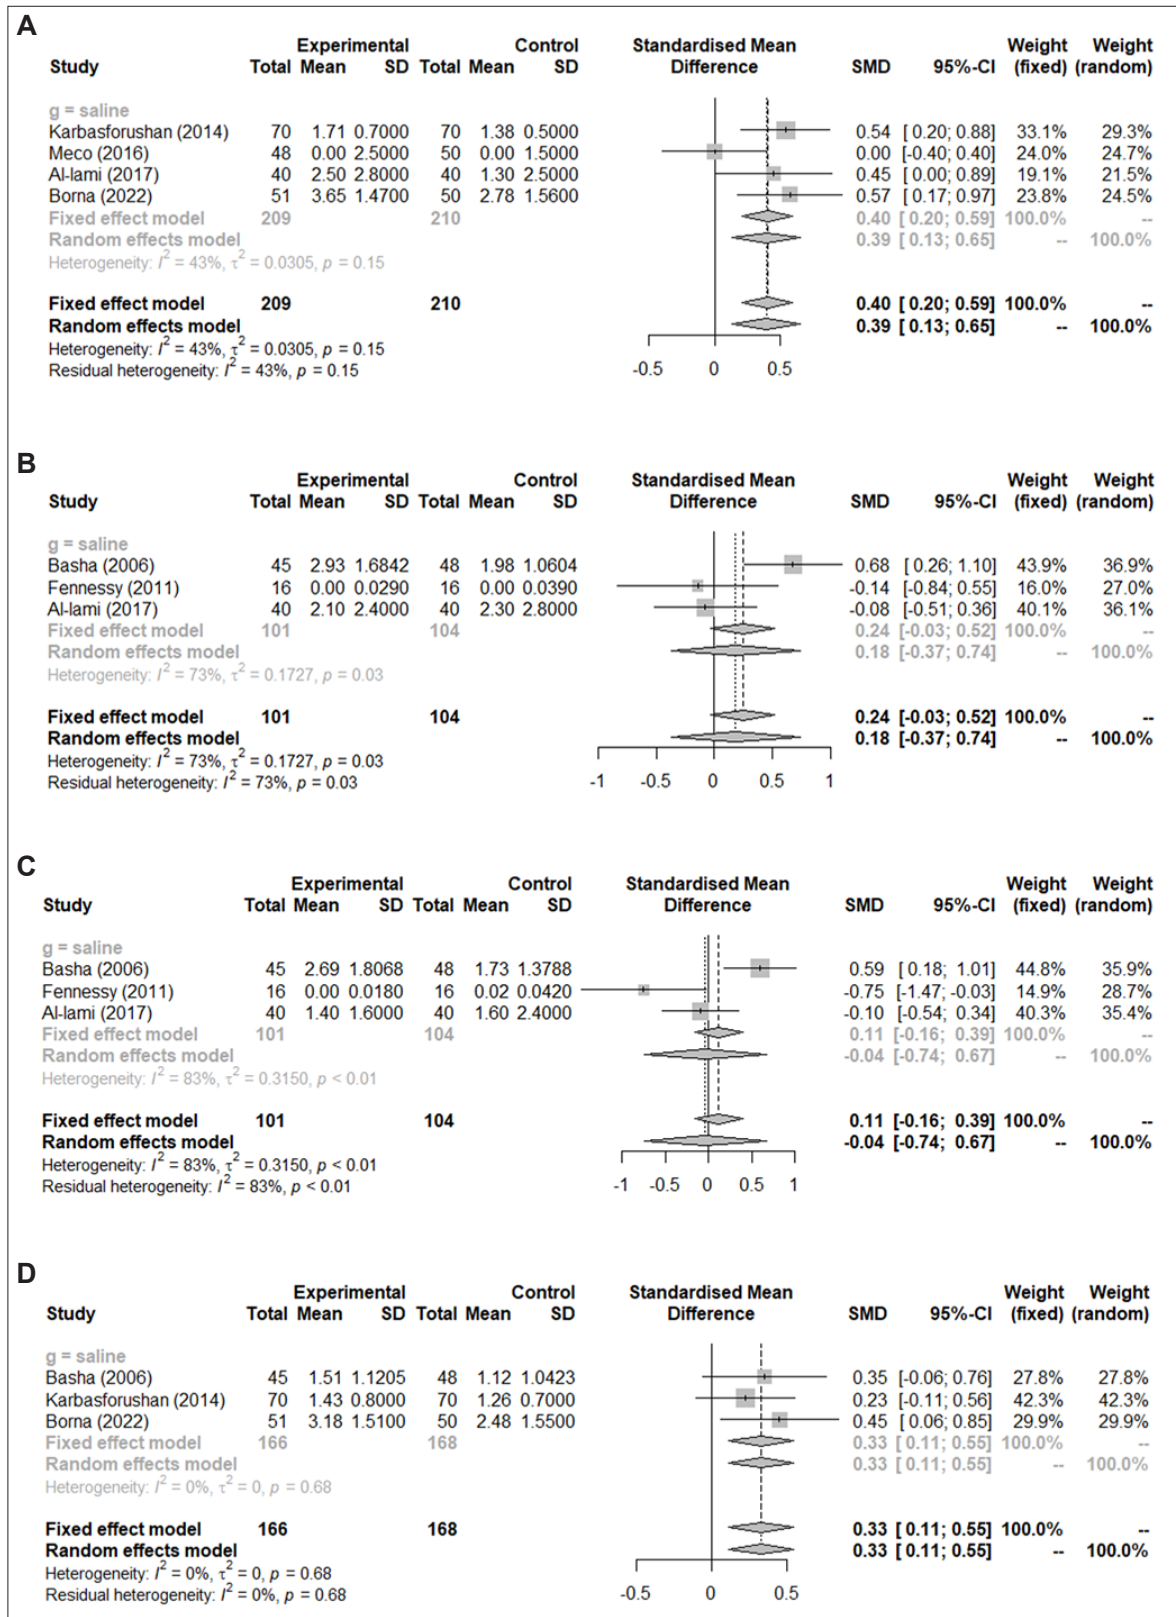 A
Experimental Control Standardised Mean Weight Weight
Study Total Mean SD Total Mean SD Difference SMD 95%-CI (fixed) (random)
g = saline
Karbasforushan (2014) 70 1.71 0.7000 70 1.38 0.5000 0.54 [ 0.20; 0.88] 33.1% 29.3%
Meco (2016) 48 0.00 2.5000 50 0.00 1.5000 0.00 [-0.40; 0.40] 24.0% 24.7%
Al-lami (2017) 40 2.50 2.8000 40 1.30 2.5000 0.45 [ 0.00; 0.89] 19.1% 21.5%
Borna (2022) 51 3.65 1.4700 50 2.78 1.5600 0.57 [ 0.17; 0.97] 23.8% 24.5%
Fixed effect model 209 210 0.40 [ 0.20; 0.59] 100.0% --
Random effects model 0.39 [ 0.13; 0.65] -- 100.0%
Heterogeneity: I² = 43%, τ² = 0.0305, p = 0.15
Fixed effect model 209 210 0.40 [ 0.20; 0.59] 100.0% --
Random effects model 0.39 [ 0.13; 0.65] -- 100.0%
Heterogeneity: I² = 43%, τ² = 0.0305, p = 0.15
Residual heterogeneity: I² = 43%, p = 0.15
-0.5 0 0.5
B
Experimental Control Standardised Mean Weight Weight
Study Total Mean SD Total Mean SD Difference SMD 95%-CI (fixed) (random)
g = saline
Basha (2006) 45 2.93 1.6842 48 1.98 1.0604 0.68 [ 0.26; 1.10] 43.9% 36.9%
Fennessy (2011) 16 0.00 0.0290 16 0.00 0.0390 -0.14 [-0.84; 0.55] 16.0% 27.0%
Al-lami (2017) 40 2.10 2.4000 40 2.30 2.8000 -0.08 [-0.51; 0.36] 40.1% 36.1%
Fixed effect model 101 104 0.24 [-0.03; 0.52] 100.0% --
Random effects model 0.18 [-0.37; 0.74] -- 100.0%
Heterogeneity: I² = 73%, τ² = 0.1727, p = 0.03
Fixed effect model 101 104 0.24 [-0.03; 0.52] 100.0% --
Random effects model 0.18 [-0.37; 0.74] -- 100.0%
Heterogeneity: I² = 73%, τ² = 0.1727, p = 0.03
Residual heterogeneity: I² = 73%, p = 0.03
-1 -0.5 0 0.5 1
C
Experimental Control Standardised Mean Weight Weight
Study Total Mean SD Total Mean SD Difference SMD 95%-CI (fixed) (random)
g = saline
Basha (2006) 45 2.69 1.8068 48 1.73 1.3788 0.59 [ 0.18; 1.01] 44.8% 35.9%
Fennessy (2011) 16 0.00 0.0180 16 0.02 0.0420 -0.75 [-1.47; -0.03] 14.9% 28.7%
Al-lami (2017) 40 1.40 1.6000 40 1.60 2.4000 -0.10 [-0.54; 0.34] 40.3% 35.4%
Fixed effect model 101 104 0.11 [-0.16; 0.39] 100.0% --
Random effects model -0.04 [-0.74; 0.67] -- 100.0%
Heterogeneity: I² = 83%, τ² = 0.3150, p < 0.01
Fixed effect model 101 104 0.11 [-0.16; 0.39] 100.0% --
Random effects model -0.04 [-0.74; 0.67] -- 100.0%
Heterogeneity: I² = 83%, τ² = 0.3150, p < 0.01
Residual heterogeneity: I² = 83%, p < 0.01
-1 -0.5 0 0.5 1
D
Experimental Control Standardised Mean Weight Weight
Study Total Mean SD Total Mean SD Difference SMD 95%-CI (fixed) (random)
g = saline
Basha (2006) 45 1.51 1.1205 48 1.12 1.0423 0.35 [-0.06; 0.76] 27.8% 27.8%
Karbasforushan (2014) 70 1.43 0.8000 70 1.26 0.7000 0.23 [-0.11; 0.56] 42.3% 42.3%
Borna (2022) 51 3.18 1.5100 50 2.48 1.5500 0.45 [ 0.06; 0.85] 29.9% 29.9%
Fixed effect model 166 168 0.33 [ 0.11; 0.55] 100.0% --
Random effects model 0.33 [ 0.11; 0.55] -- 100.0%
Heterogeneity: I² = 0%, τ² = 0, p = 0.68
Fixed effect model 166 168 0.33 [ 0.11; 0.55] 100.0% --
Random effects model 0.33 [ 0.11; 0.55] -- 100.0%
Heterogeneity: I² = 0%, τ² = 0, p = 0.68
Residual heterogeneity: I² = 0%, p = 0.68
-0.5 0 0.5